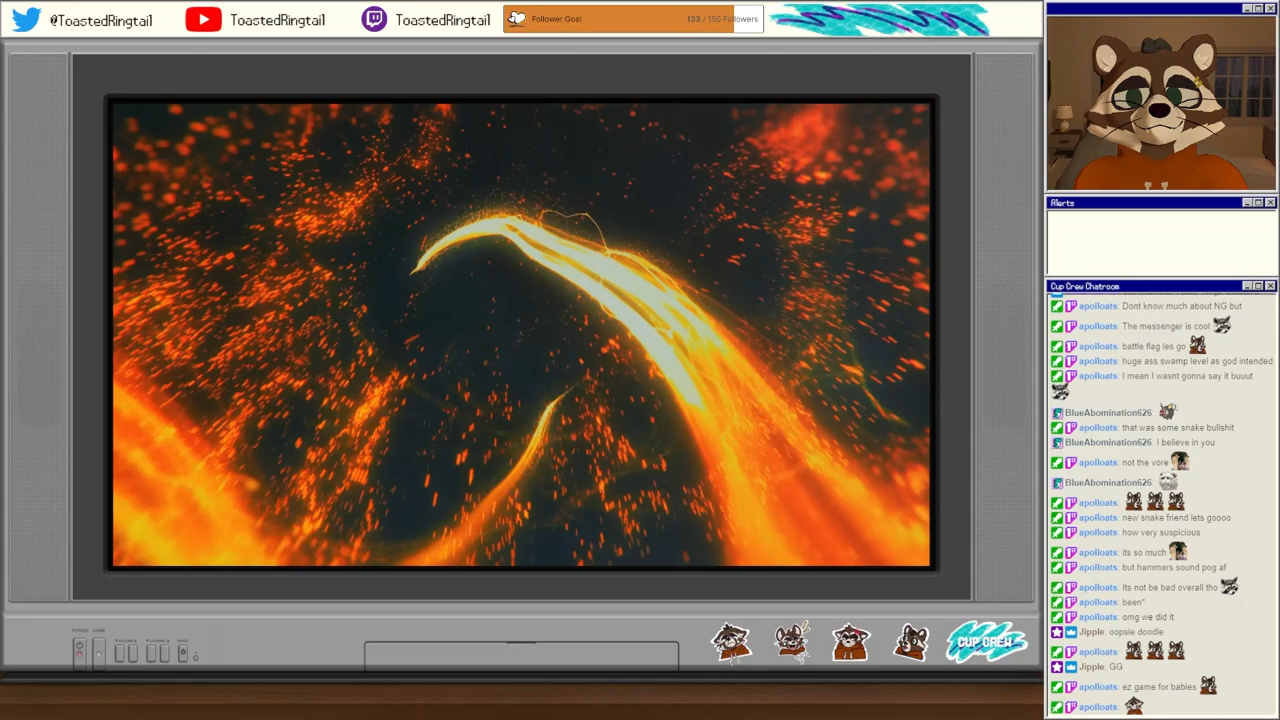 @ToastedRingtail
ToastedRingtail
ToastedRingtail
Follower Goal
133 / 150 Followers
Alerts
Cup Crew Chatroom
apolloats: Dont know much about NG but
apolloats: The messenger is cool
apolloats: battle flag les go
apolloats: huge ass swamp level as god intended
apolloats: I mean I wasnt gonna say it buuut
BlueAbomination626:
apolloats: that was some snake bullshit
BlueAbomination626: I believe in you
apolloats: not the vore
BlueAbomination626:
apolloats:
apolloats: new snake friend lets goooo
apolloats: how very suspicious
apolloats: Its so much
apolloats: but hammers sound pog af
apolloats: Its not be bad overall tho
apolloats: been*
apolloats: omg we did it
Jipple: oopsie doodle
apolloats:
Jipple: GG
apolloats: ez game for babies
apolloats:
POWER
CUP CREW